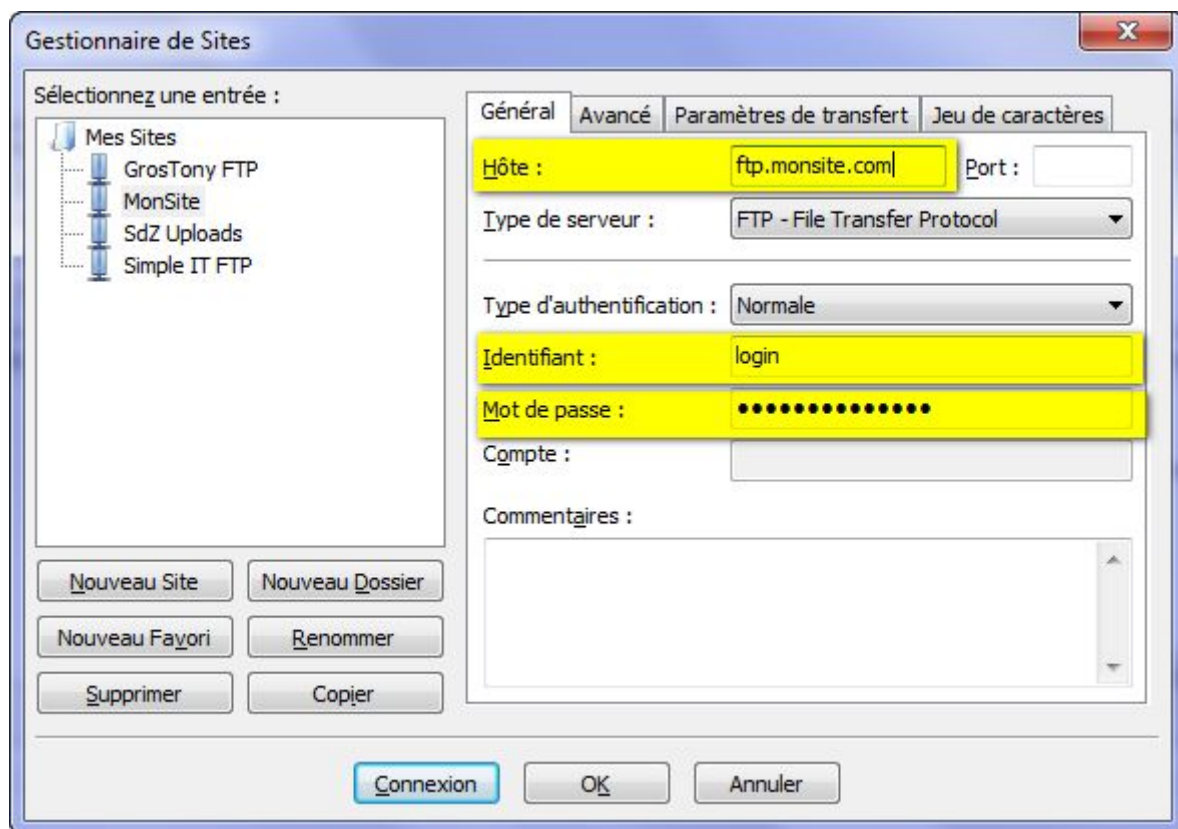 Gestionnaire de Sites
Sélectionnez une entrée :
Mes Sites
GrosTony FTP
MonSite
SdZ Uploads
Simple IT FTP
Nouveau Site
Nouveau Dossier
Nouveau Favori
Renommer
Supprimer
Copier
Général
Avancé
Paramètres de transfert
Jeu de caractères
Hôte : ftp.monsite.com Port :
Type de serveur : FTP - File Transfer Protocol
Type d'authentification : Normale
Identifiant : login
Mot de passe : ••••••••••••••
Compte :
Commentaires :
Connexion
OK
Annuler